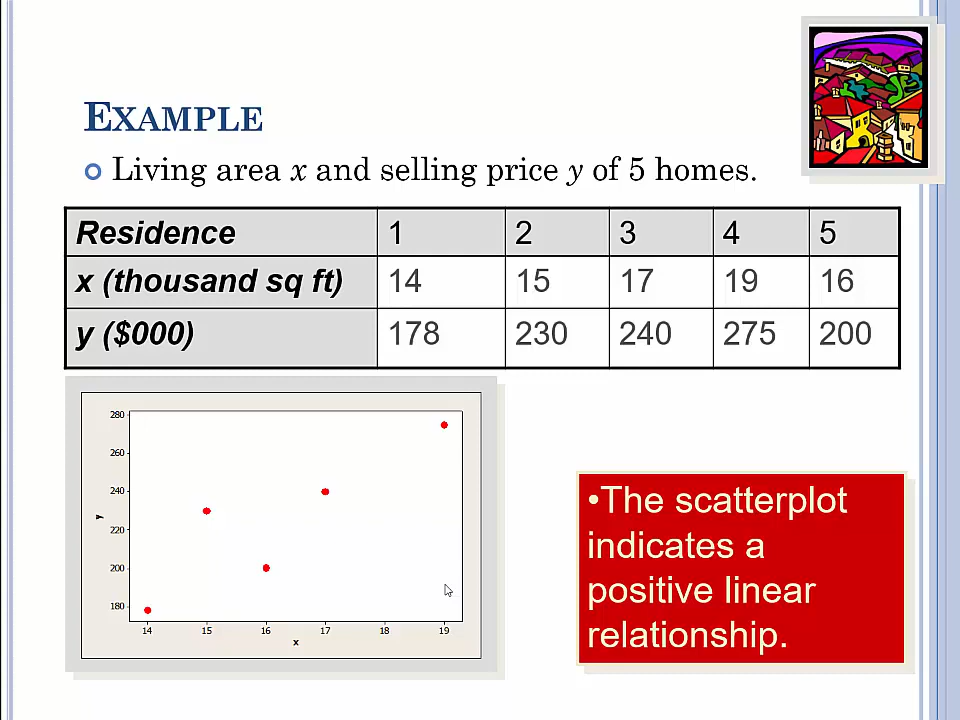 EXAMPLE
Living area x and selling price y of 5 homes.
Residence 1 2 3 4 5
x (thousand sq ft) 14 15 17 19 16
y ($000) 178 230 240 275 200
280
260
240
220
200
180
y
14 15 16 17 18 19
x
•The scatterplot
indicates a
positive linear
relationship.